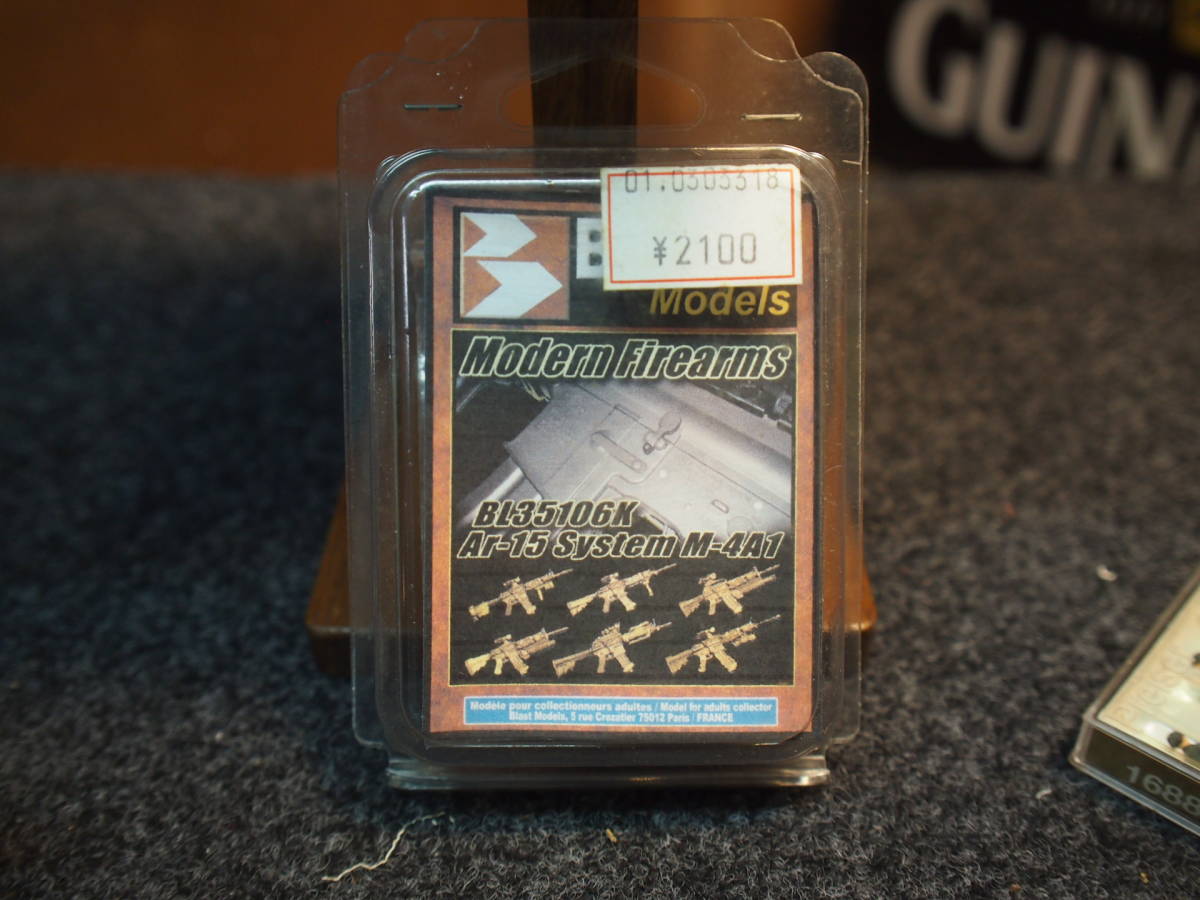 GUIN
01.0303318
¥2100
B
Models
Modern Firearms
BL35106K
Ar-15 System M-4A1
Modèle pour collectionneurs adultes / Model for adults collector
Blast Models, 5 rue Crozatier 75012 Paris / FRANCE
1688